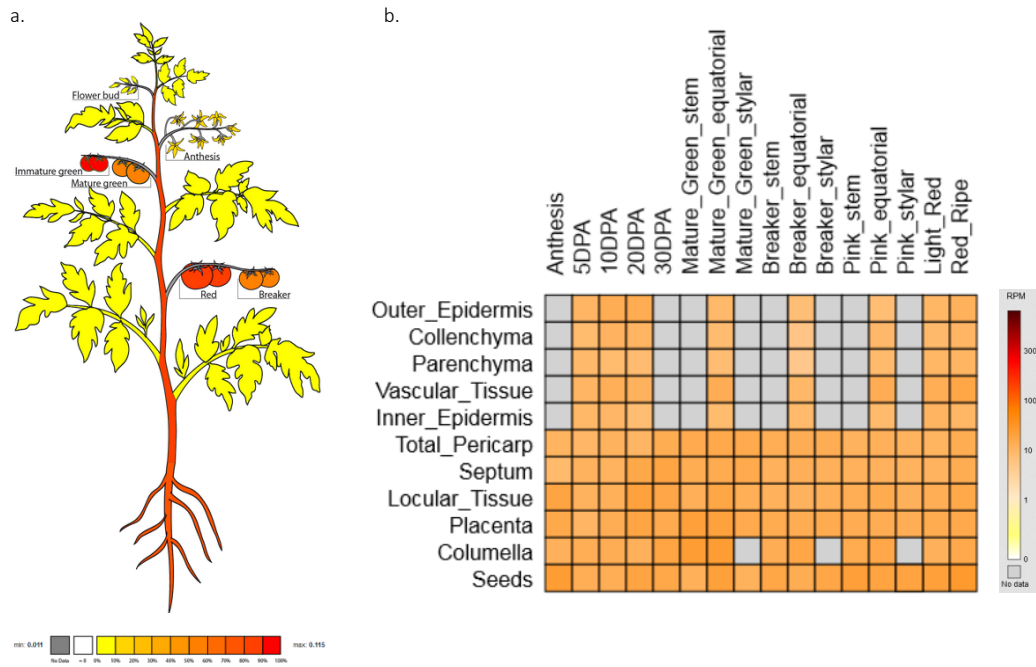 a.
Flower bud
Anthesis
Immature green
Mature green
Red
Breaker
min: 0.011
No Data
= 0
0%
10%
20%
30%
40%
50%
60%
70%
80%
90%
100%
max: 0.115
b.
Anthesis
5DPA
10DPA
20DPA
30DPA
Mature_Green_stem
Mature_Green_equatorial
Mature_Green_stylar
Breaker_stem
Breaker_equatorial
Breaker_stylar
Pink_stem
Pink_equatorial
Pink_stylar
Light_Red
Red_Ripe
Outer_Epidermis
Collenchyma
Parenchyma
Vascular_Tissue
Inner_Epidermis
Total_Pericarp
Septum
Locular_Tissue
Placenta
Columella
Seeds
RPM
300
100
10
1
0
No data